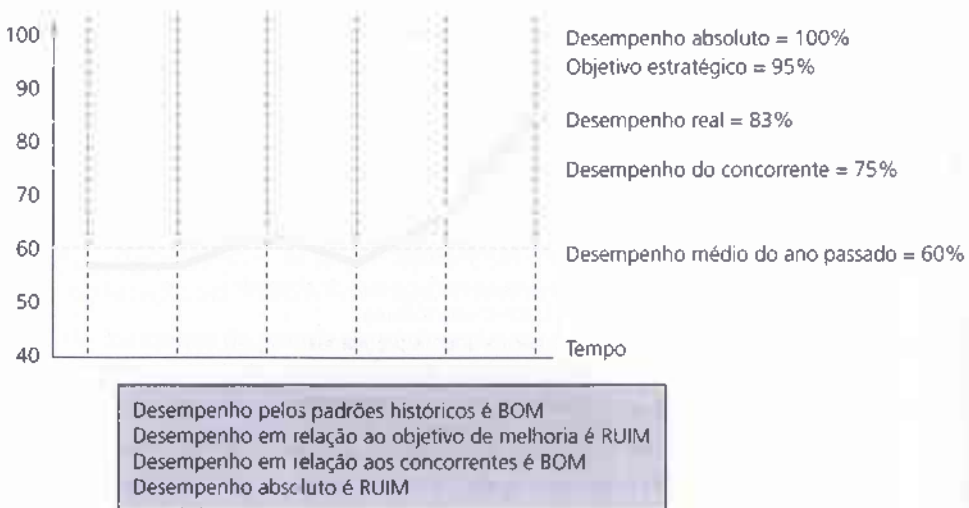 100
90
80
70
60
50
40
Desempenho absoluto = 100%
Objetivo estratégico = 95%
Desempenho real = 83%
Desempenho do concorrente = 75%
Desempenho médio do ano passado = 60%
Tempo
Desempenho pelos padrões históricos é BOM
Desempenho em relação ao objetivo de melhoria é RUIM
Desempenho em relação aos concorrentes é BOM
Desempenho absoluto é RUIM